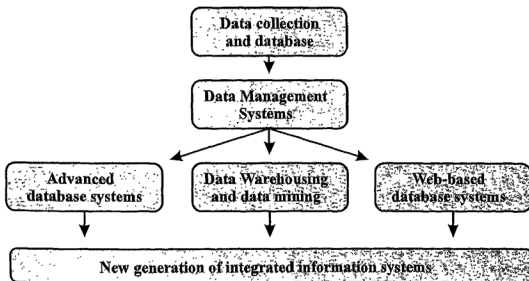 Data collection
and database
Data Management
Systems
Advanced
database systems
Data Warehousing
and data mining
Web-based
database systems
New generation of integrated information systems